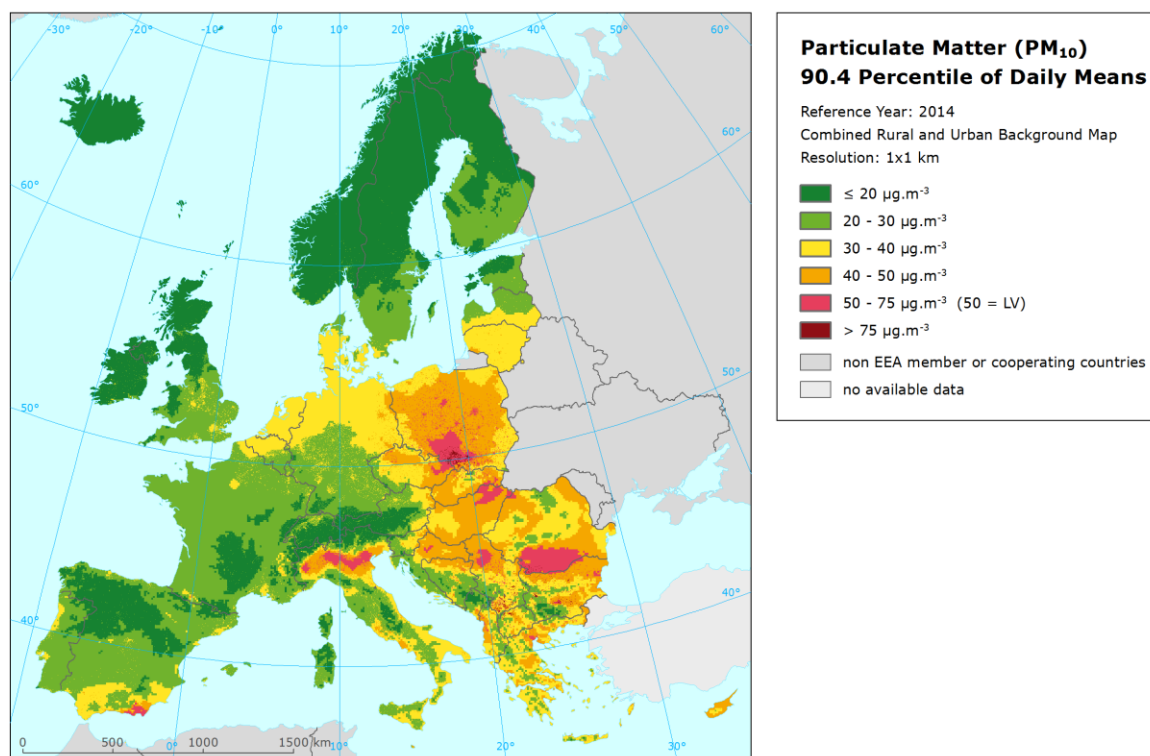 -30° -20° -10° 0° 10° 20° 30° 40° 50° 60°
60°
60°
50°
50°
40°
40°
0 500 1000 1500 km
0° 10° 20° 30°
Particulate Matter (PM₁₀)
90.4 Percentile of Daily Means
Reference Year: 2014
Combined Rural and Urban Background Map
Resolution: 1x1 km
≤ 20 µg.m⁻³
20 - 30 µg.m⁻³
30 - 40 µg.m⁻³
40 - 50 µg.m⁻³
50 - 75 µg.m⁻³ (50 = LV)
> 75 µg.m⁻³
non EEA member or cooperating countries
no available data